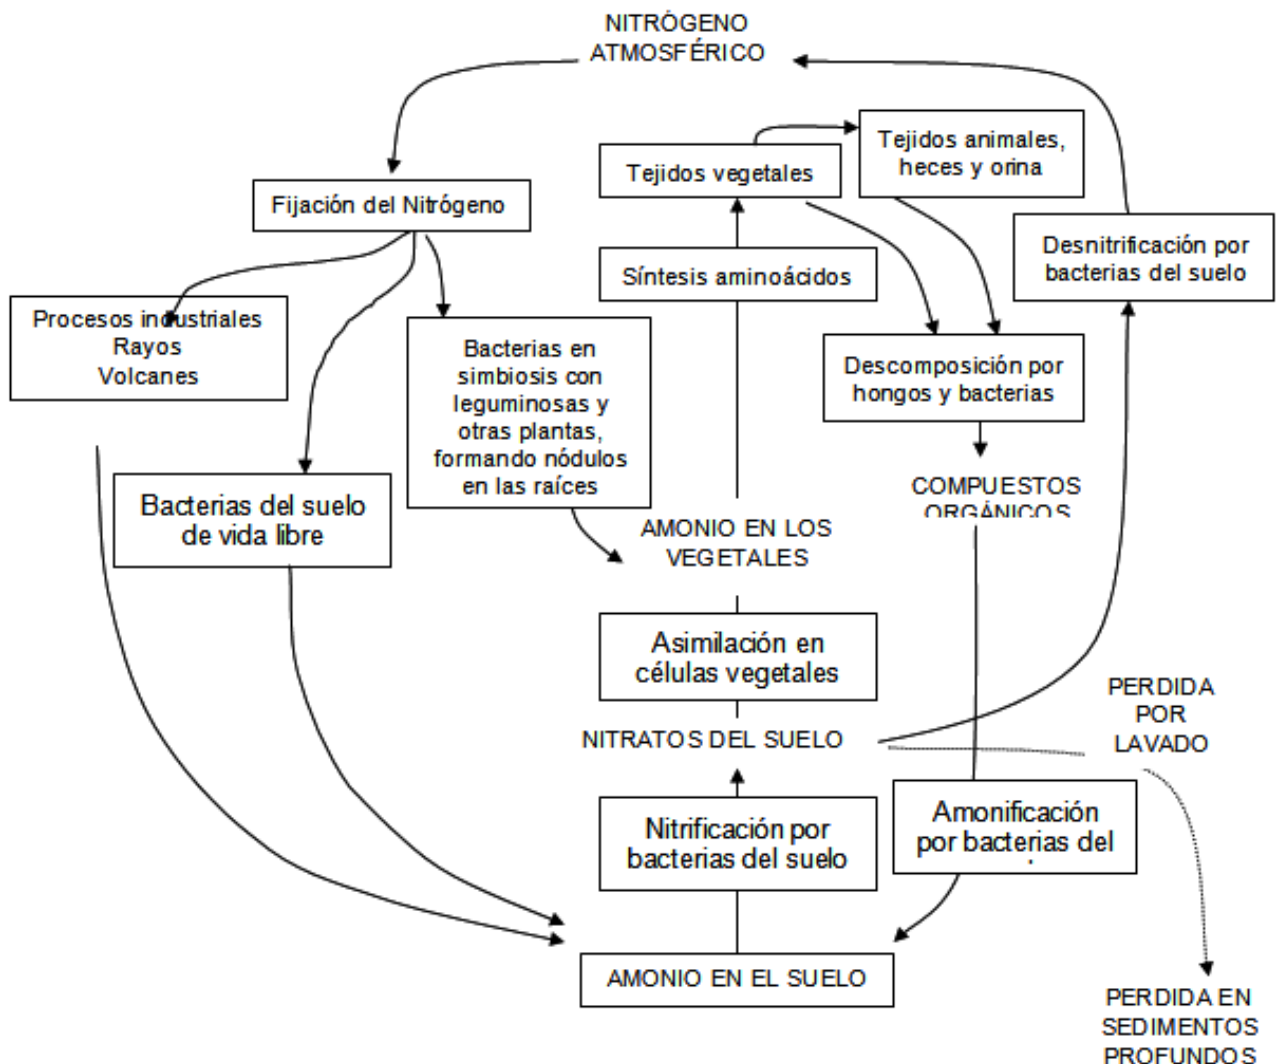 NITRÓGENO
ATMOSFÉRICO
Fijación del Nitrógeno
Tejidos vegetales
Tejidos animales,
heces y orina
Síntesis aminoácidos
Desnitrificación por
bacterias del suelo
Procesos industriales
Rayos
Volcanes
Bacterias en
simbiosis con
leguminosas y
otras plantas,
formando nódulos
en las raíces
Descomposición por
hongos y bacterias
Bacterias del suelo
de vida libre
COMPUESTOS
ORGÁNICOS
AMONIO EN LOS
VEGETALES
Asimilación en
células vegetales
NITRATOS DEL SUELO
PERDIDA
POR
LAVADO
Nitrificación por
bacterias del suelo
Amonificación
por bacterias del
AMONIO EN EL SUELO
PERDIDA EN
SEDIMENTOS
PROFUNDOS